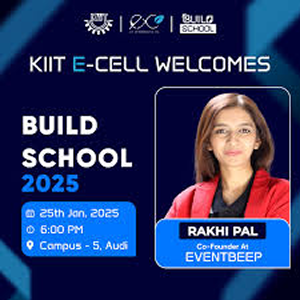 BUILD
SCHOOL
KIIT E-CELL WELCOMES
BUILD
SCHOOL
2025
25th Jan, 2025
6:00 PM
Campus - 5, Audi
RAKHI PAL
Co-Founder At
EVENTBEEP